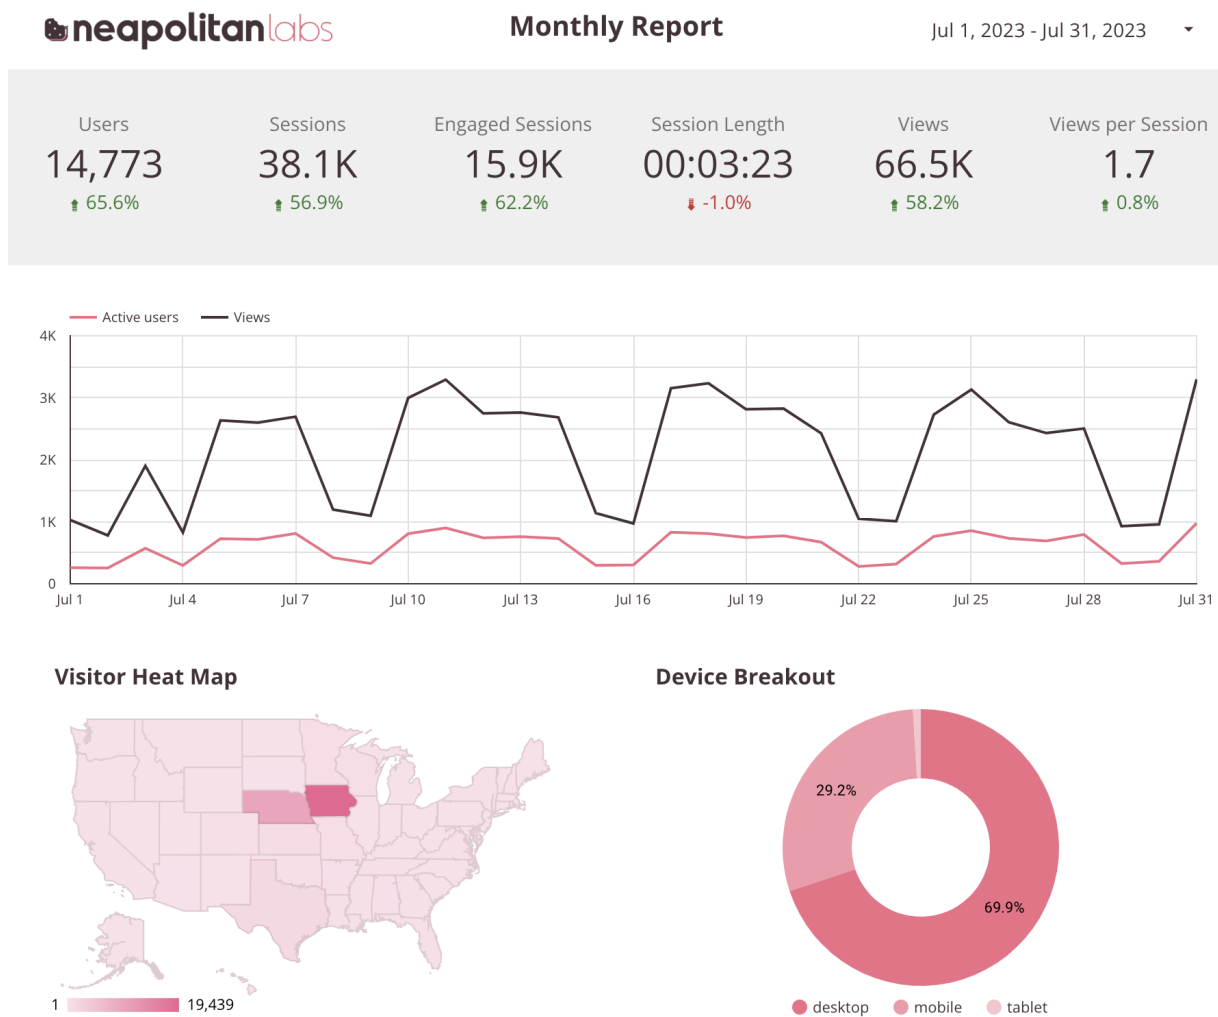 neapolitanlabs
Monthly Report
Jul 1, 2023 - Jul 31, 2023
Users
14,773
65.6%
Sessions
38.1K
56.9%
Engaged Sessions
15.9K
62.2%
Session Length
00:03:23
-1.0%
Views
66.5K
58.2%
Views per Session
1.7
0.8%
Active users Views
4K
3K
2K
1K
0
Jul 1 Jul 4 Jul 7 Jul 10 Jul 13 Jul 16 Jul 19 Jul 22 Jul 25 Jul 28 Jul 31
Visitor Heat Map
1 19,439
Device Breakout
29.2%
69.9%
desktop mobile tablet